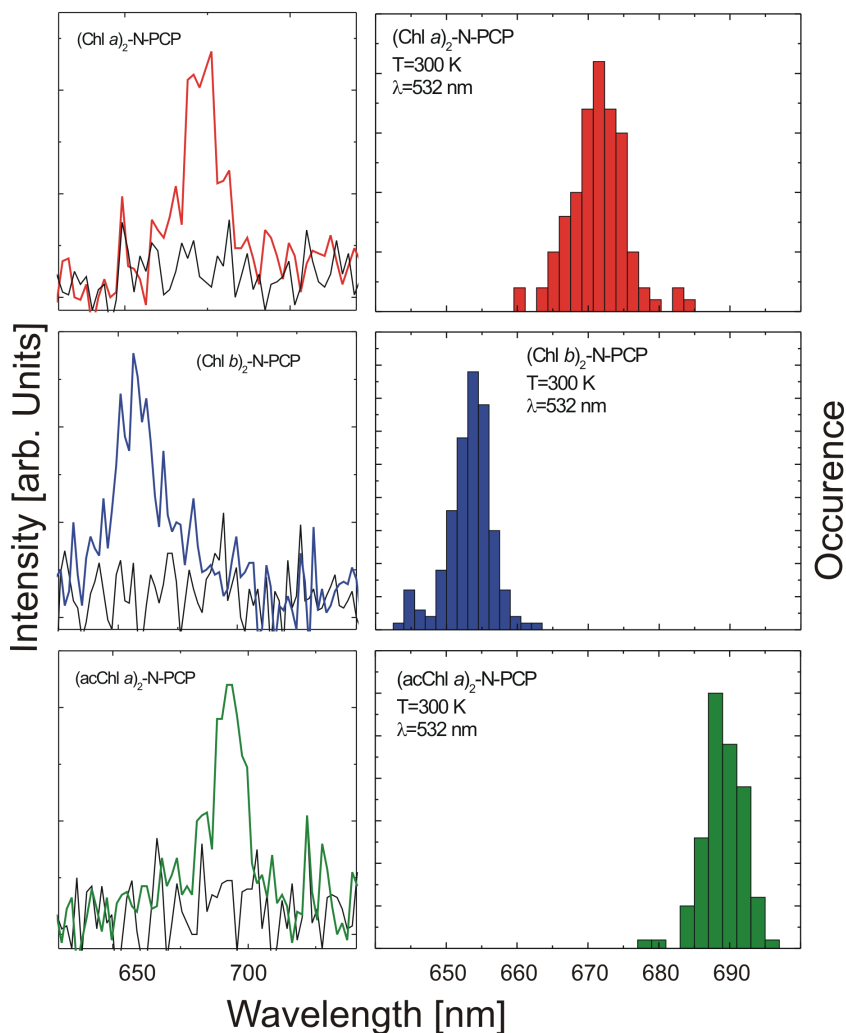 (Chl a)2-N-PCP
(Chl a)2-N-PCP
T=300 K
λ=532 nm
(Chl b)2-N-PCP
(Chl b)2-N-PCP
T=300 K
λ=532 nm
(acChl a)2-N-PCP
(acChl a)2-N-PCP
T=300 K
λ=532 nm
Intensity [arb. Units]
Occurence
650 700
650 660 670 680 690
Wavelength [nm]